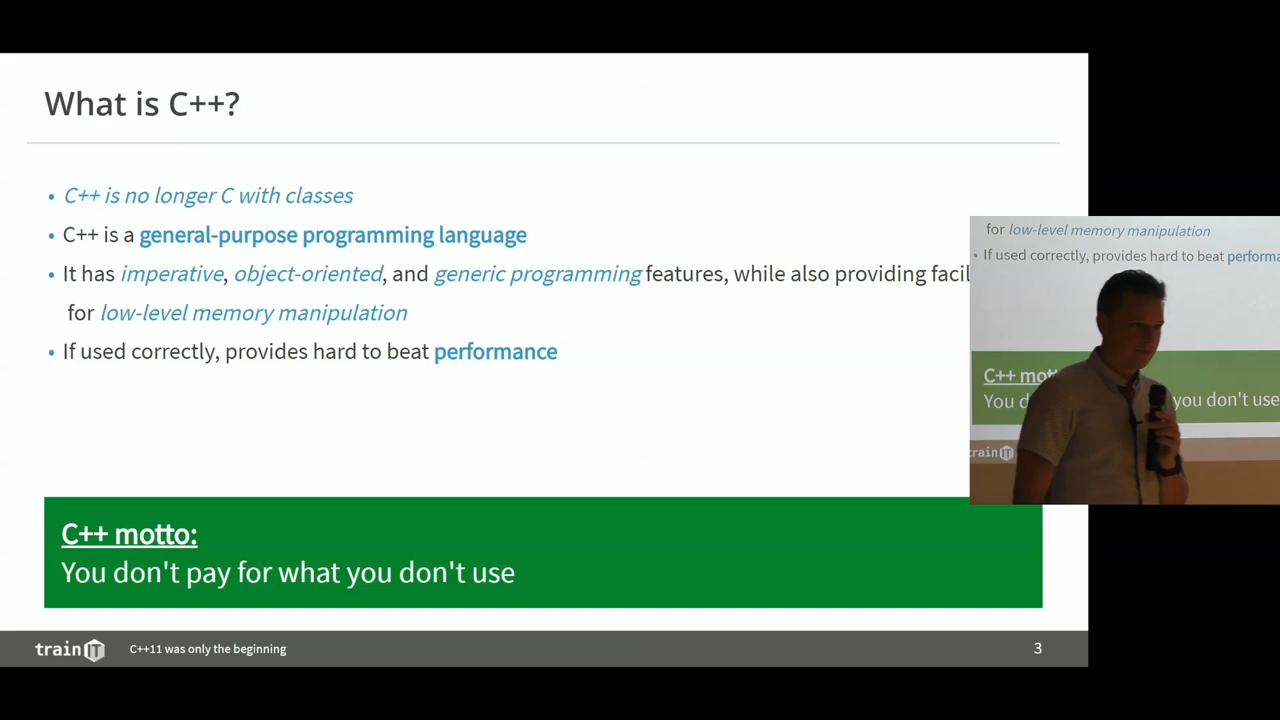 What is C++?
• C++ is no longer C with classes
• C++ is a general-purpose programming language
• It has imperative, object-oriented, and generic programming features, while also providing facil
for low-level memory manipulation
• If used correctly, provides hard to beat performance
C++ motto:
You don't pay for what you don't use
train IT
C++11 was only the beginning
3
for low-level memory manipulation
• If used correctly, provides hard to beat performa
C++ mot
You d you don't use
train IT